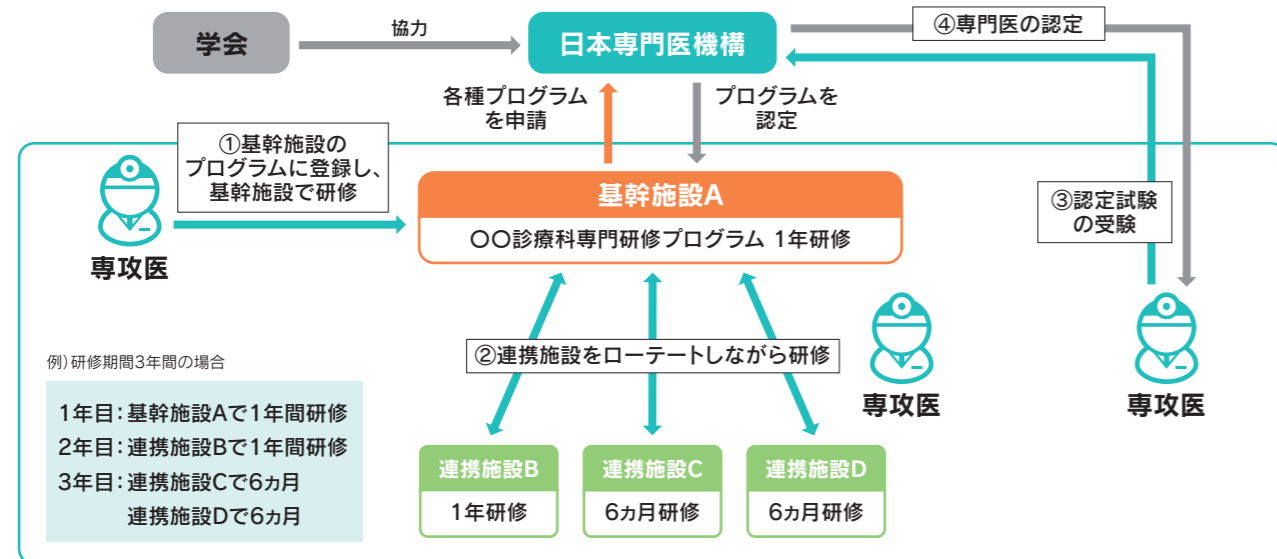 学会
協力
日本専門医機構
④専門医の認定
各種プログラム
を申請
プログラムを
認定
①基幹施設の
プログラムに登録し、
基幹施設で研修
専攻医
基幹施設A
〇〇診療科専門研修プログラム 1年研修
③認定試験
の受験
②連携施設をローテートしながら研修
専攻医
専攻医
例）研修期間3年間の場合
1年目：基幹施設Aで1年間研修
2年目：連携施設Bで1年間研修
3年目：連携施設Cで6ヵ月
連携施設Dで6ヵ月
連携施設B
1年研修
連携施設C
6ヵ月研修
連携施設D
6ヵ月研修